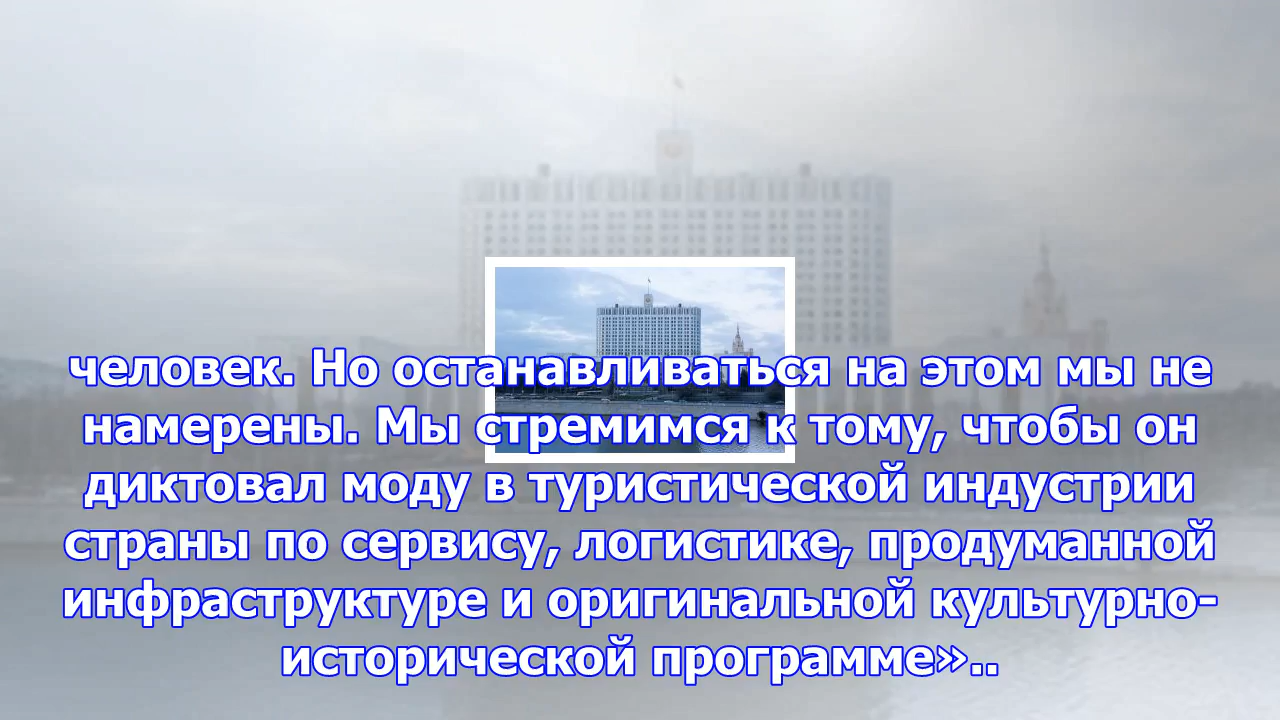 человек. Но останавливаться на этом мы не
намерены. Мы стремимся к тому, чтобы он
диктовал моду в туристической индустрии
страны по сервису, логистике, продуманной
инфраструктуре и оригинальной культурно-
исторической программе»..